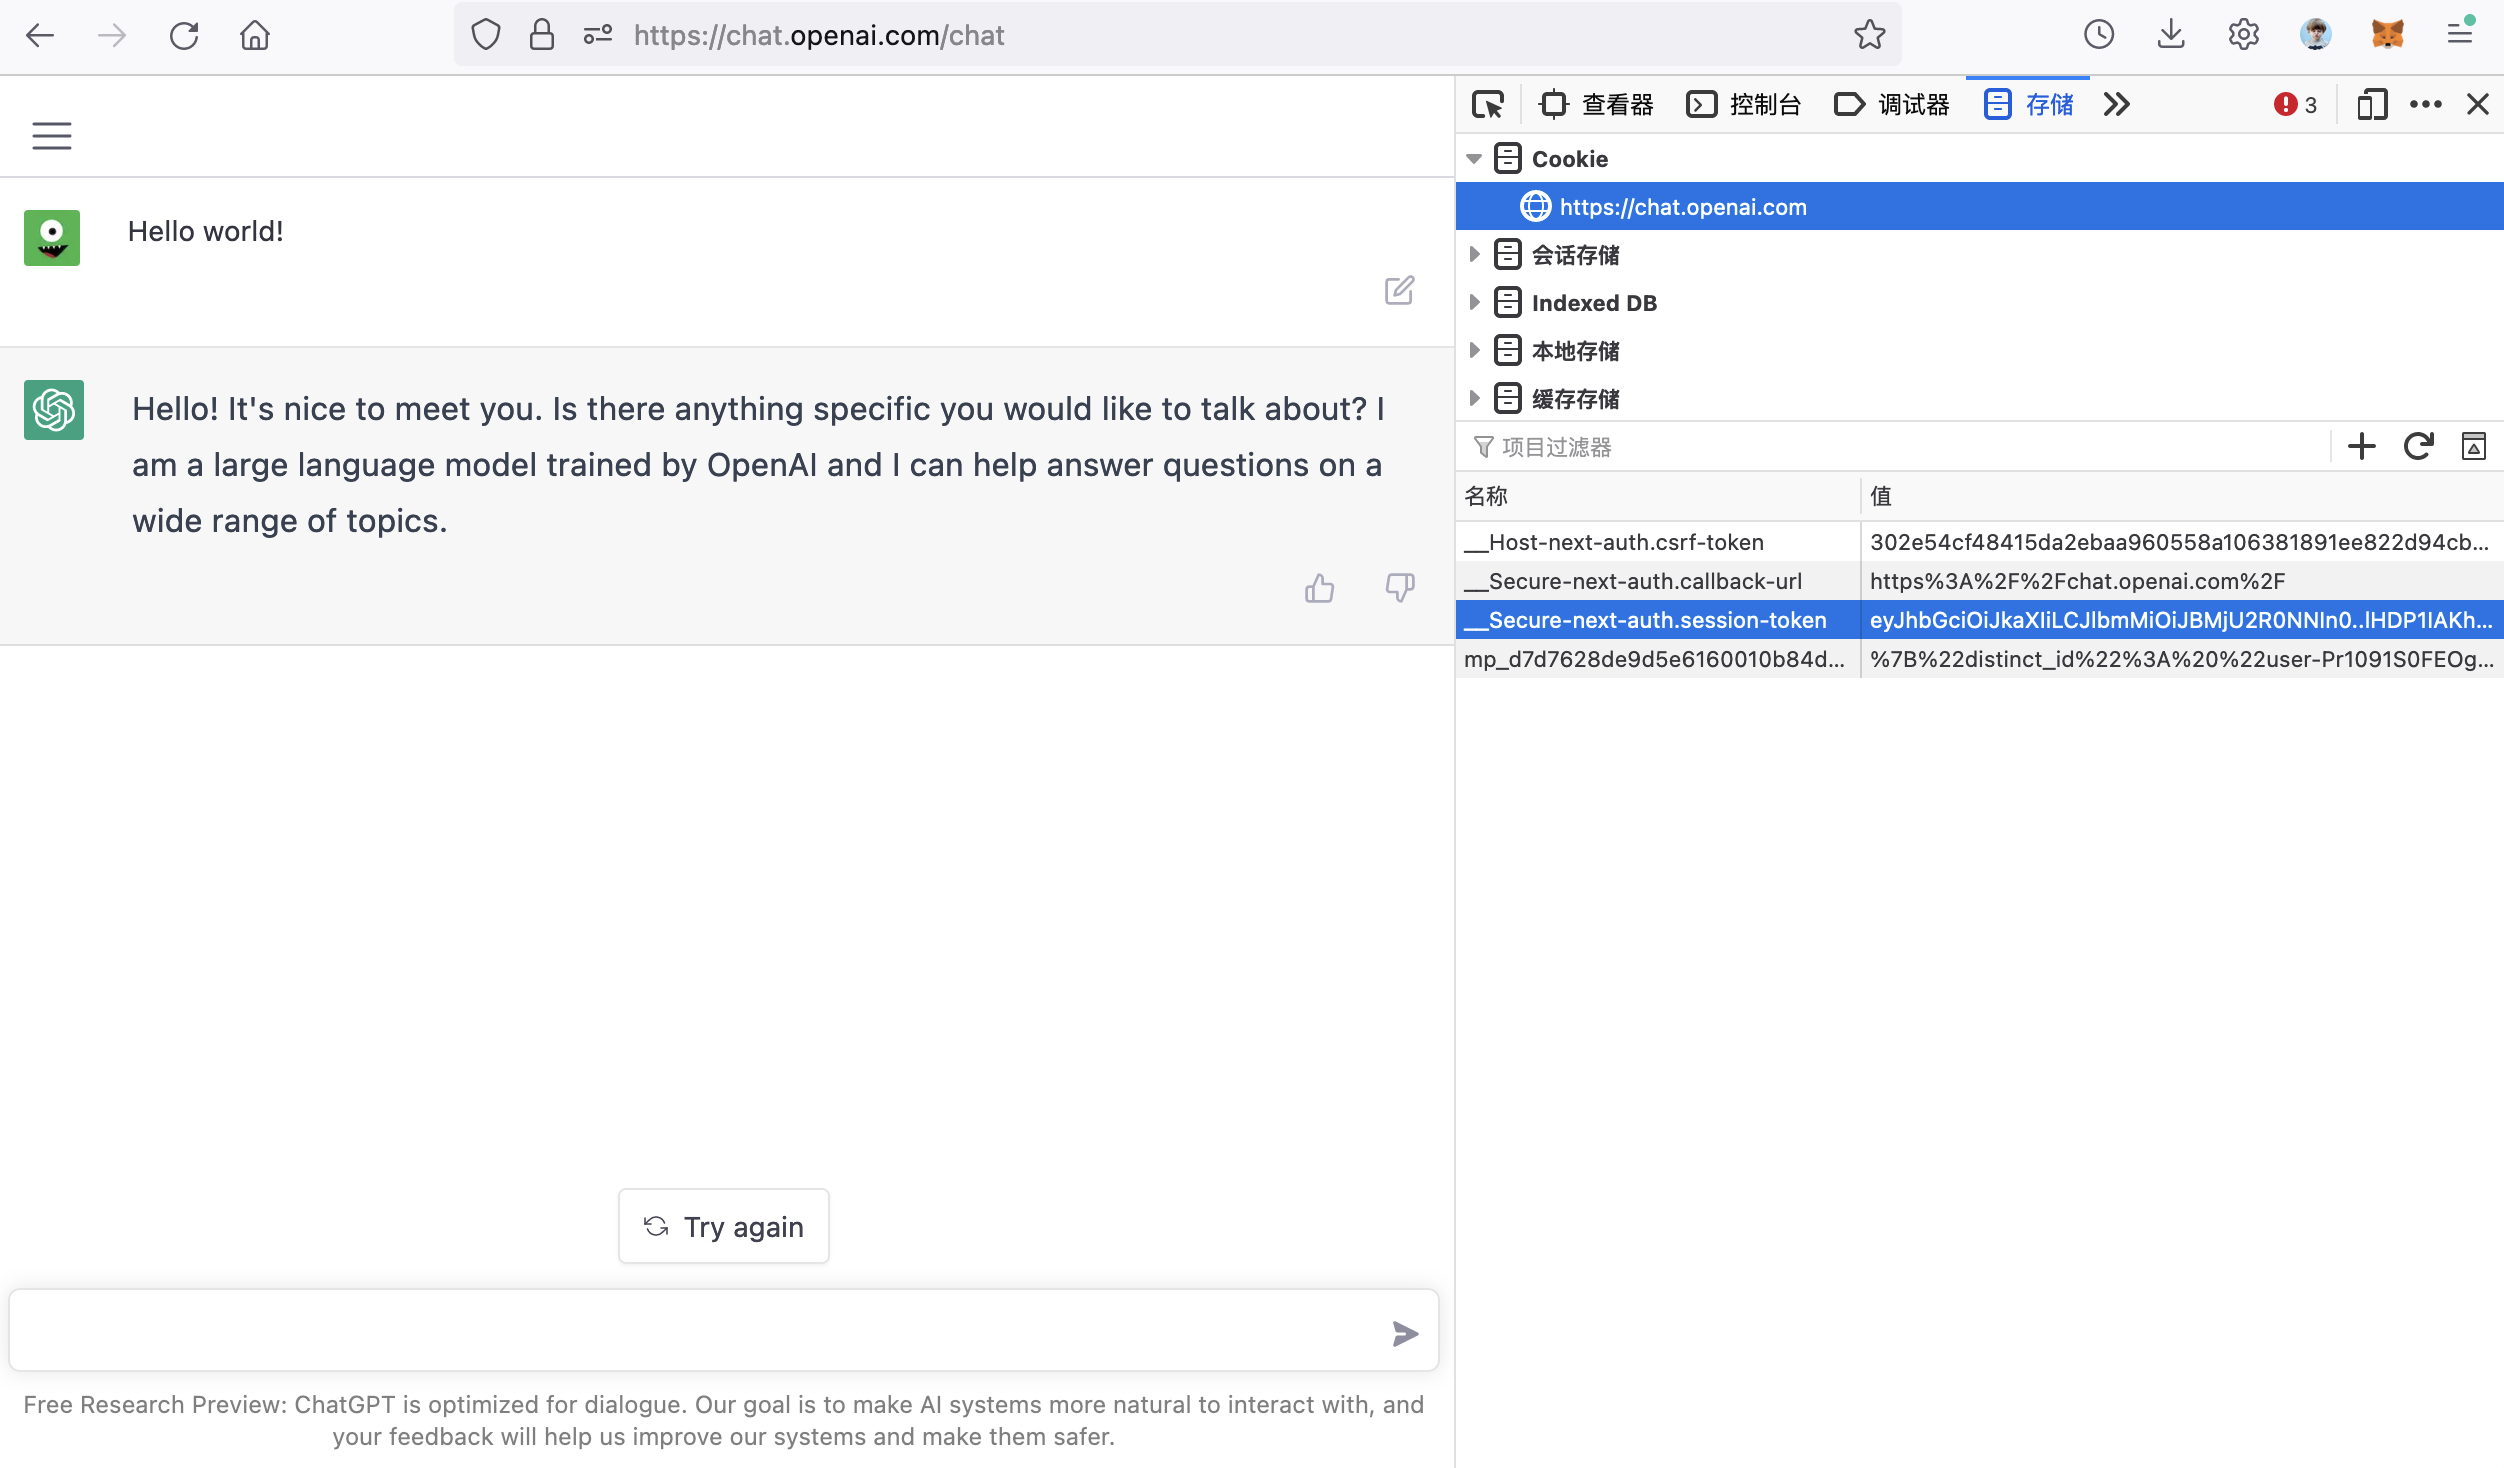 https://chat.openai.com/chat
Hello world!
Hello! It's nice to meet you. Is there anything specific you would like to talk about? I
am a large language model trained by OpenAI and I can help answer questions on a
wide range of topics.
Try again
Free Research Preview: ChatGPT is optimized for dialogue. Our goal is to make AI systems more natural to interact with, and
your feedback will help us improve our systems and make them safer.
查看器 控制台 调试器 存储 3
Cookie
https://chat.openai.com
会话存储
Indexed DB
本地存储
缓存存储
项目过滤器
名称 值
__Host-next-auth.csrf-token 302e54cf48415da2ebaa960558a106381891ee822d94cb...
__Secure-next-auth.callback-url https%3A%2F%2Fchat.openai.com%2F
__Secure-next-auth.session-token eyJhbGciOiJkaXIiLCJlbmMiOiJBMjU2R0NNIn0..lHDP1IAKh...
mp_d7d7628de9d5e6160010b84d... %7B%22distinct_id%22%3A%20%22user-Pr1091S0FEOg...